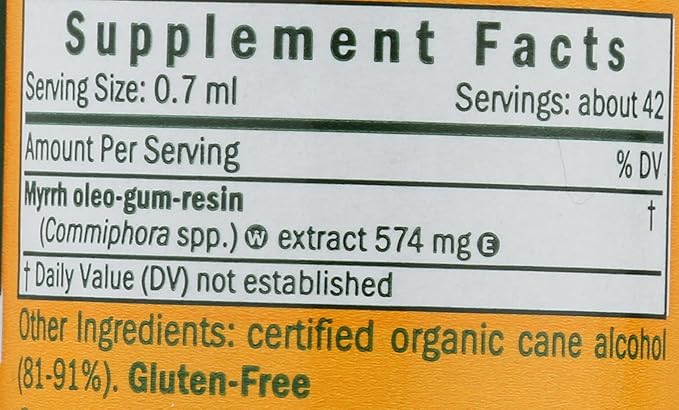 Supplement Facts
Serving Size: 0.7 ml Servings: about 42
Amount Per Serving % DV
Myrrh oleo-gum-resin †
(Commiphora spp.) Ⓦ extract 574 mg Ⓔ
† Daily Value (DV) not established
Other Ingredients: certified organic cane alcohol
(81-91%). Gluten-Free